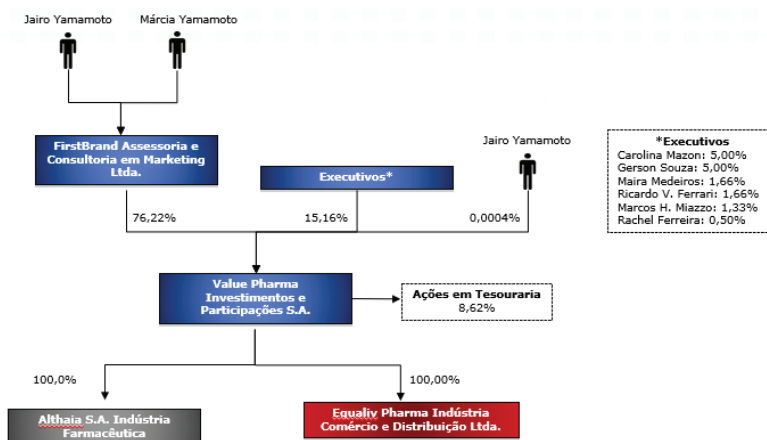 Jairo Yamamoto
Márcia Yamamoto
FirstBrand Assessoria e
Consultoria em Marketing
Ltda.
Executivos*
Jairo Yamamoto
*Executivos
Carolina Mazon: 5,00%
Gerson Souza: 5,00%
Maira Medeiros: 1,66%
Ricardo V. Ferrari: 1,66%
Marcos H. Miazzo: 1,33%
Rachel Ferreira: 0,50%
76,22%
15,16%
0,0004%
Value Pharma
Investimentos e
Participações S.A.
Ações em Tesouraria
8,62%
100,0%
100,00%
Althaia S.A. Indústria
Farmacêutica
Equaliv Pharma Indústria
Comércio e Distribuição Ltda.